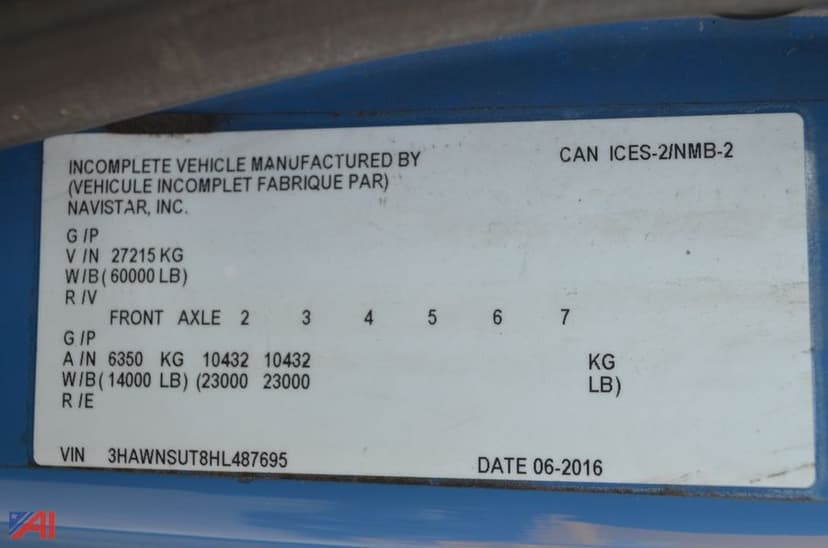 INCOMPLETE VEHICLE MANUFACTURED BY
(VEHICULE INCOMPLET FABRIQUE PAR)
NAVISTAR, INC.
CAN ICES-2/NMB-2
G /P
V /N 27215 KG
W/B( 60000 LB)
R /V
FRONT AXLE 2 3 4 5 6 7
G /P
A /N 6350 KG 10432 10432 KG
W/B( 14000 LB) (23000 23000 LB)
R /E
VIN 3HAWNSUT8HL487695 DATE 06-2016
AI